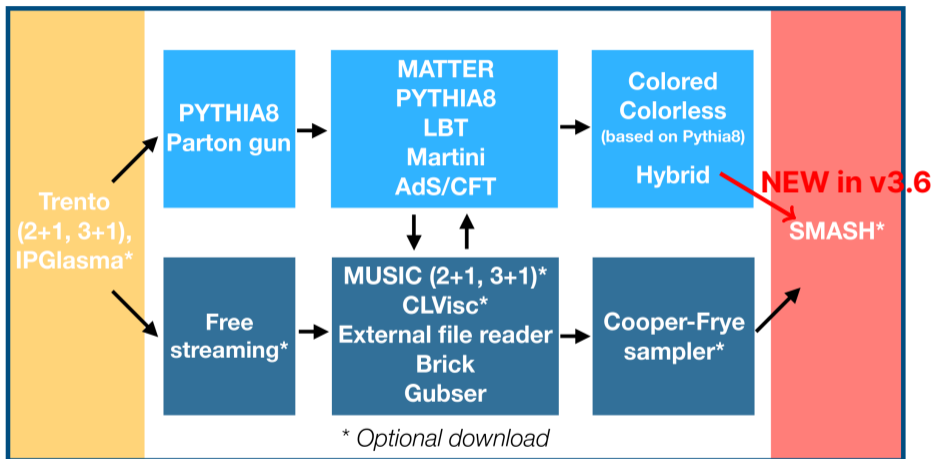 Trento
(2+1, 3+1),
IPGlasma*
PYTHIA8
Parton gun
MATTER
PYTHIA8
LBT
Martini
AdS/CFT
Colored
Colorless
(based on Pythia8)
Hybrid
NEW in v3.6
SMASH*
Free
streaming*
MUSIC (2+1, 3+1)*
CLVisc*
External file reader
Brick
Gubser
Cooper-Frye
sampler*
* Optional download